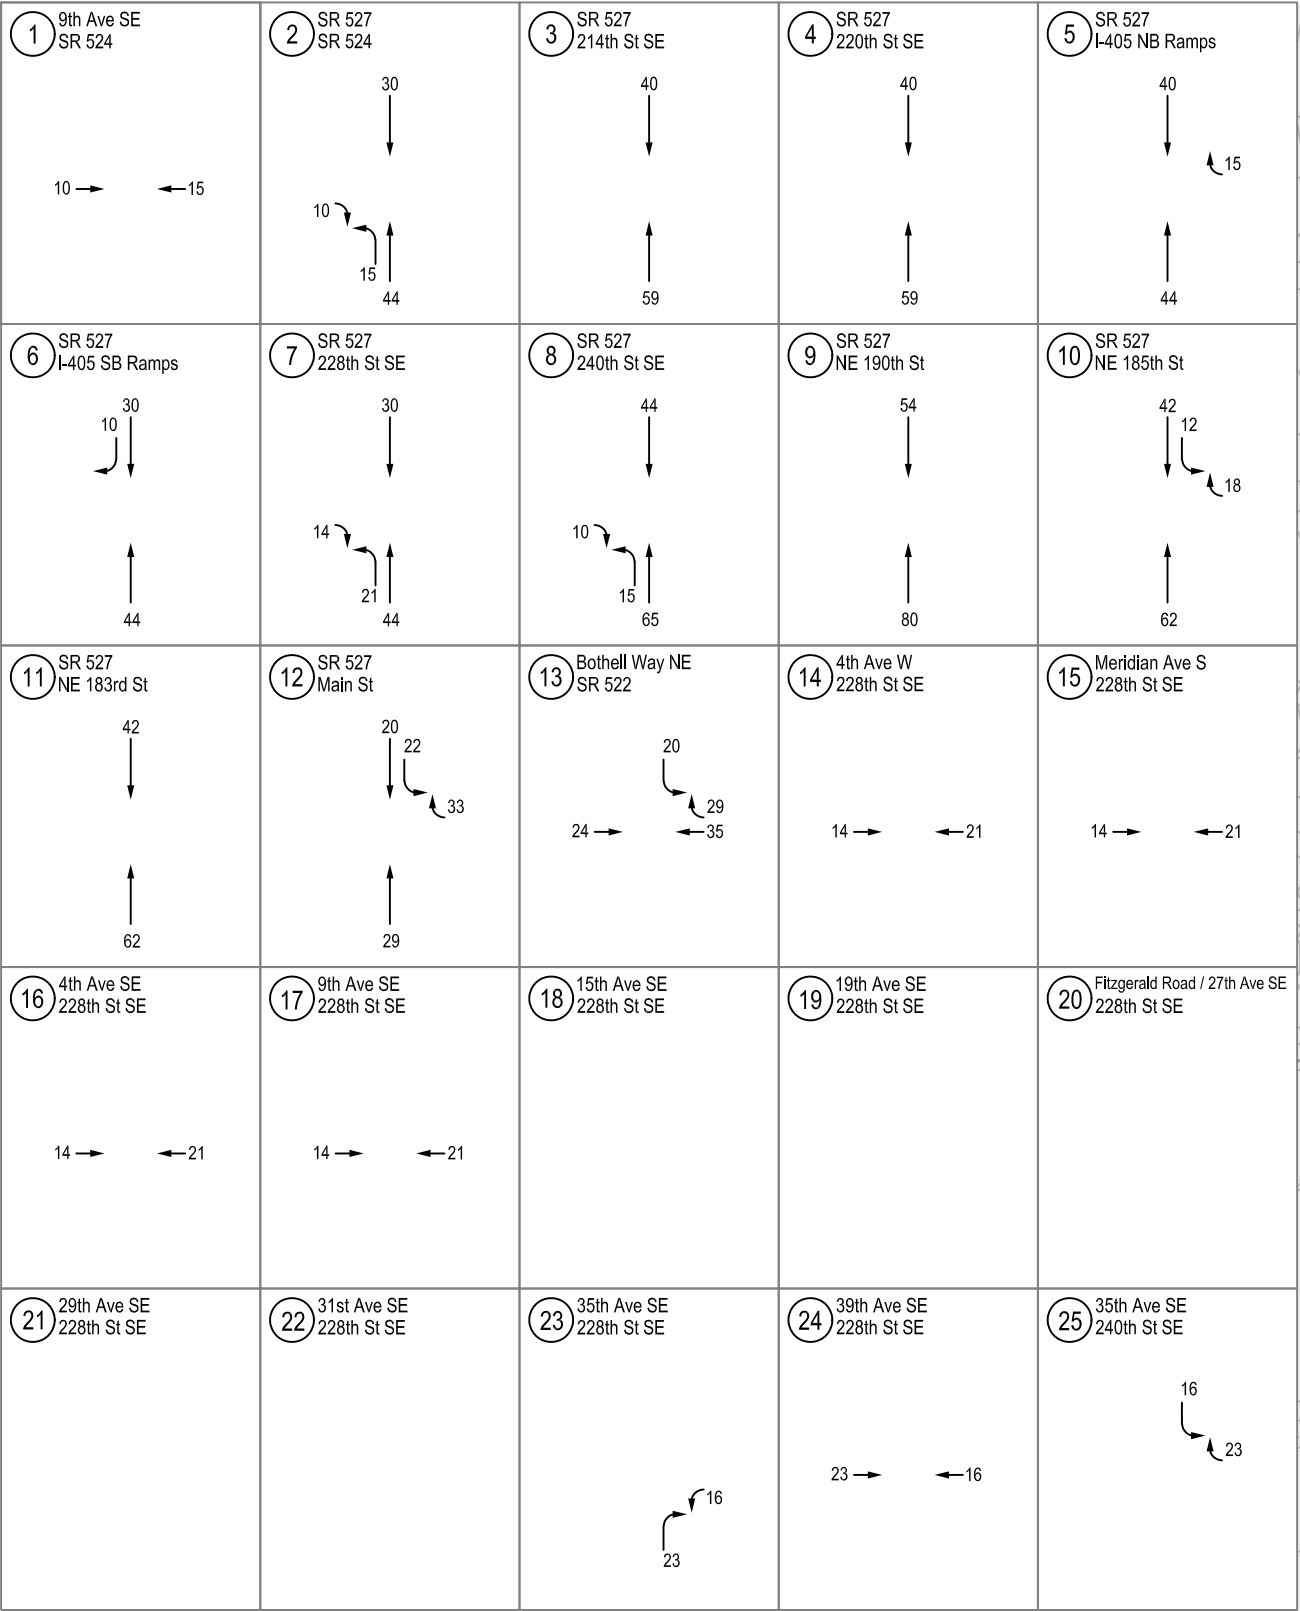 1
9th Ave SE
SR 524
10
15
2
SR 527
SR 524
30
10
15
44
3
SR 527
214th St SE
40
59
4
SR 527
220th St SE
40
59
5
SR 527
I-405 NB Ramps
40
15
44
6
SR 527
I-405 SB Ramps
30
10
44
7
SR 527
228th St SE
30
14
21
44
8
SR 527
240th St SE
44
10
15
65
9
SR 527
NE 190th St
54
80
10
SR 527
NE 185th St
42
12
18
62
11
SR 527
NE 183rd St
42
62
12
SR 527
Main St
20
22
33
29
13
Bothell Way NE
SR 522
20
29
24
35
14
4th Ave W
228th St SE
14
21
15
Meridian Ave S
228th St SE
14
21
16
4th Ave SE
228th St SE
14
21
17
9th Ave SE
228th St SE
14
21
18
15th Ave SE
228th St SE
19
19th Ave SE
228th St SE
20
Fitzgerald Road / 27th Ave SE
228th St SE
21
29th Ave SE
228th St SE
22
31st Ave SE
228th St SE
23
35th Ave SE
228th St SE
16
23
24
39th Ave SE
228th St SE
23
16
25
35th Ave SE
240th St SE
16
23